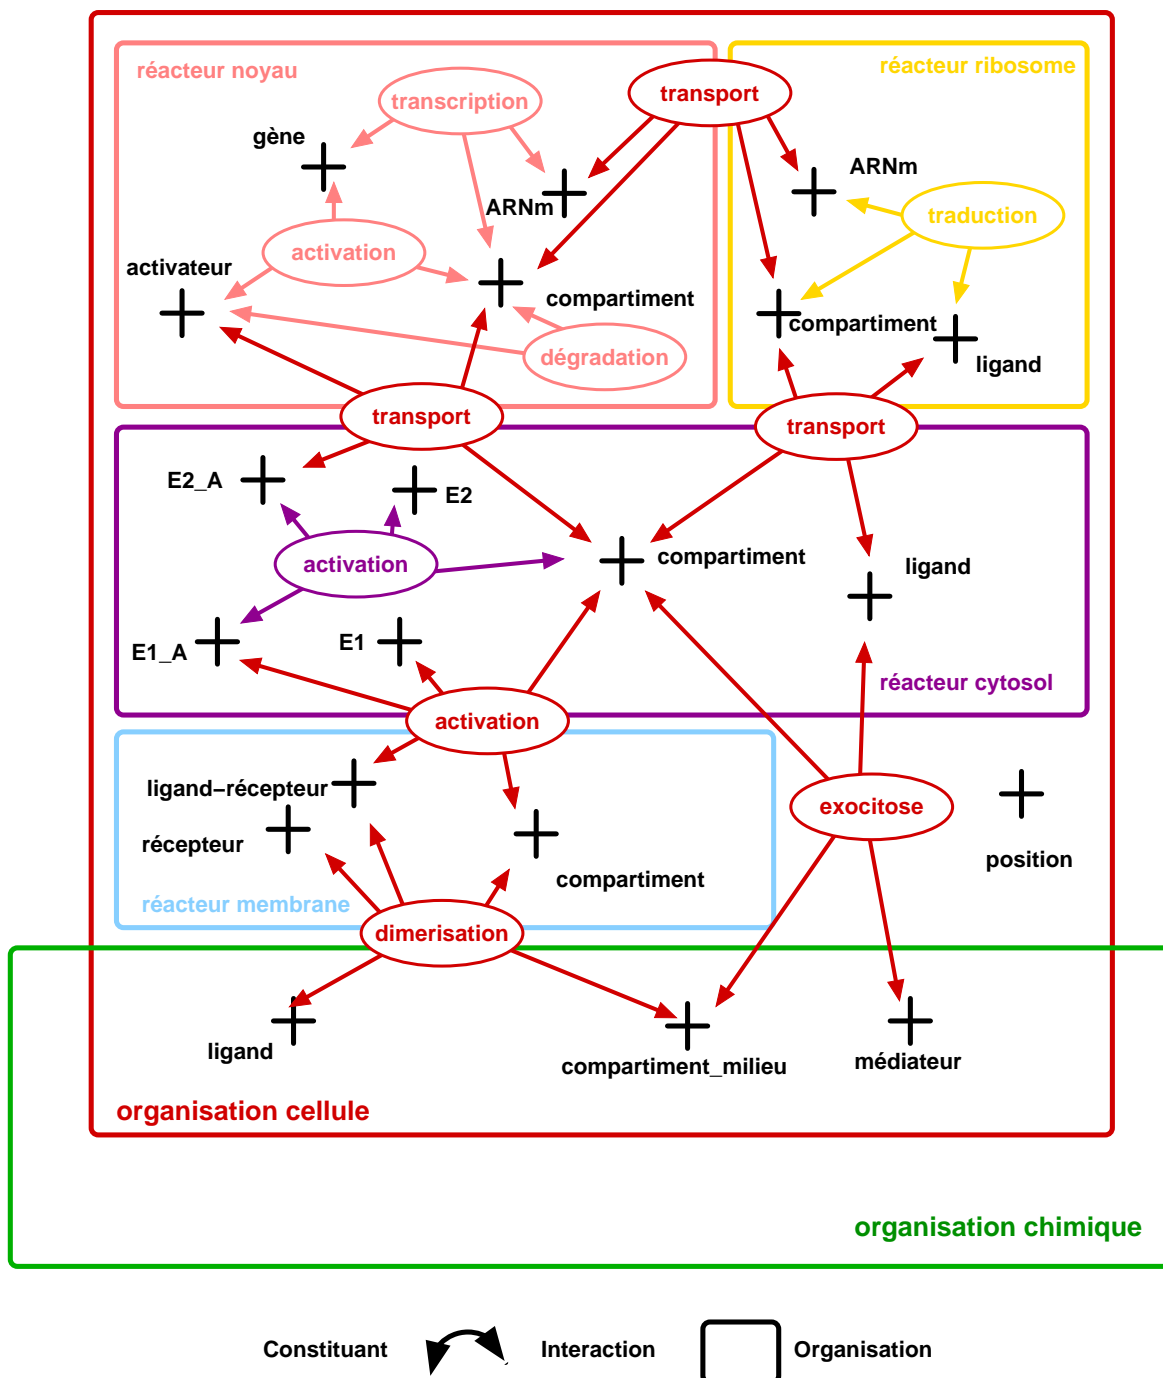 réacteur noyau
réacteur ribosome
transcription
transport
gène
ARNm
ARNm
traduction
activation
activateur
compartiment
compartiment
dégradation
ligand
transport
transport
E2_A
E2
activation
compartiment
ligand
E1_A
E1
réacteur cytosol
activation
ligand–récepteur
exocitose
récepteur
position
compartiment
réacteur membrane
dimerisation
ligand
compartiment_milieu
médiateur
organisation cellule
organisation chimique
Constituant
Interaction
Organisation